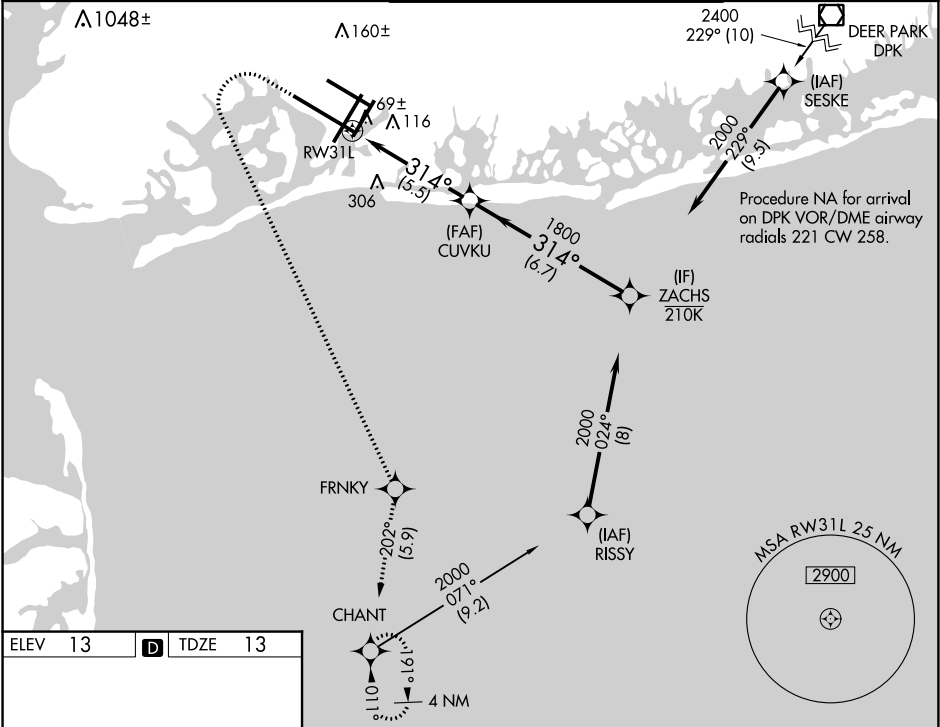 1048±
160±
2400
229° (10)
DEER PARK
DPK
(IAF)
SESKE
69±
116
RW31L
2000
229°
(9.5)
314°
(5.5)
306
Procedure NA for arrival
on DPK VOR/DME airway
radials 221 CW 258.
(FAF)
CUVKU
1800
314°
(6.7)
(IF)
ZACHS
210K
2000
024°
(8)
FRNKY
(IAF)
RISSY
202°
(5.9)
MSA RW31L 25 NM
2900
2000
071°
(9.2)
CHANT
191°
011°
4 NM
ELEV 13 D TDZE 13